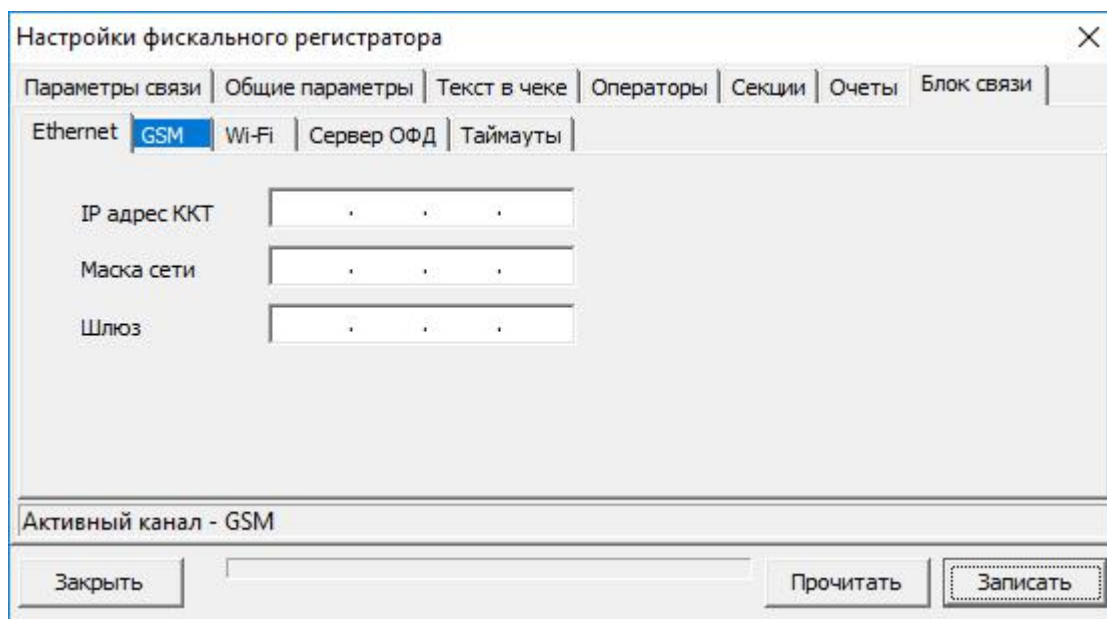 Настройки фискального регистратора
Параметры связи Общие параметры Текст в чеке Операторы Секции Очеты Блок связи
Ethernet GSM Wi-Fi Сервер ОФД Таймауты
IP адрес ККТ . . .
Маска сети . . .
Шлюз . . .
Активный канал - GSM
Закрыть Прочитать Записать